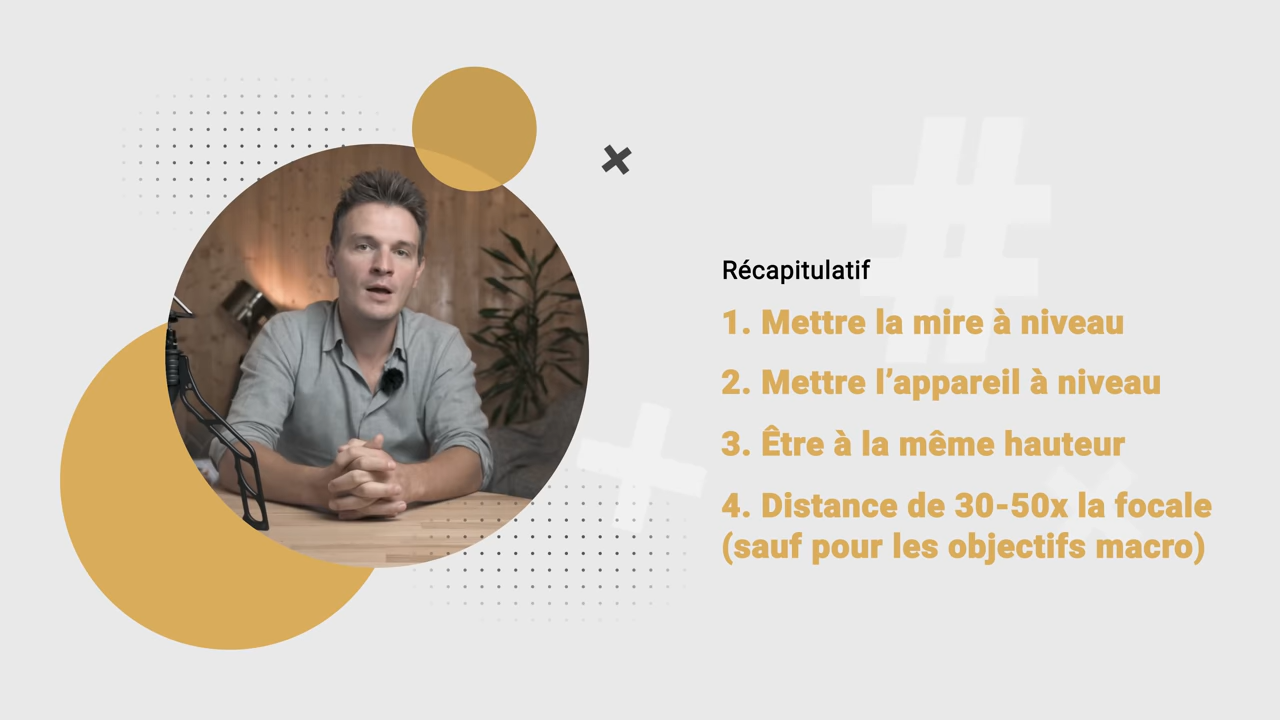 #
Récapitulatif
1. Mettre la mire à niveau
2. Mettre l’appareil à niveau
3. Être à la même hauteur
4. Distance de 30-50x la focale
(sauf pour les objectifs macro)